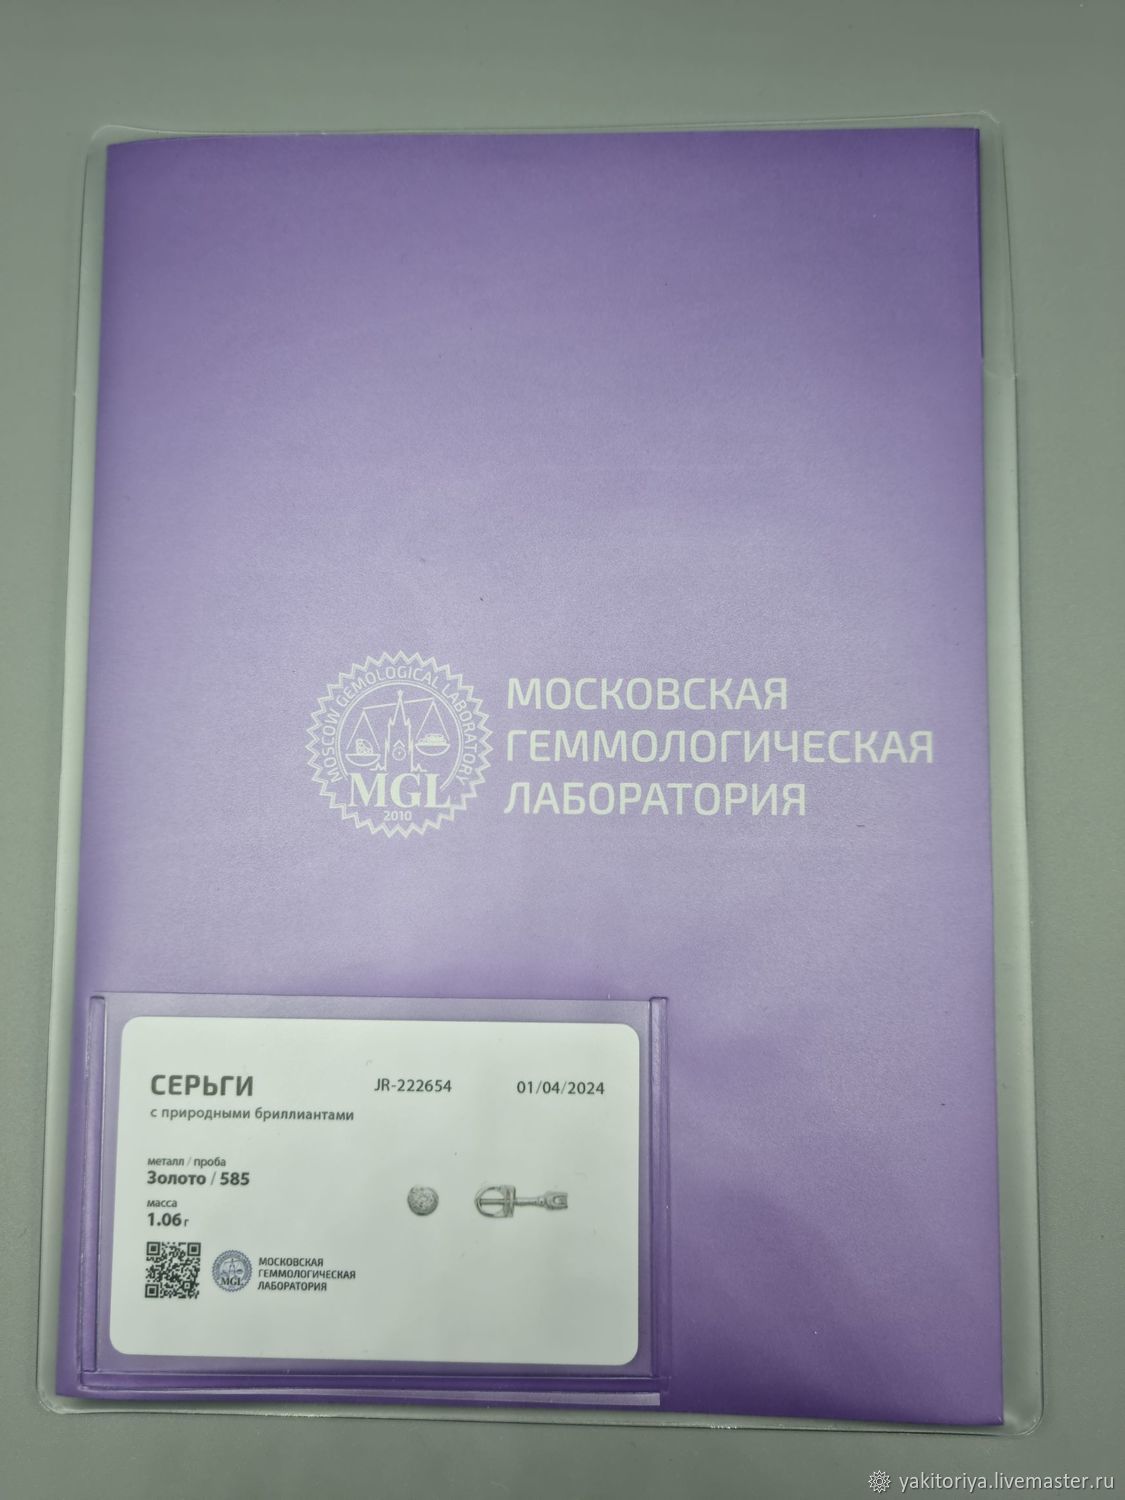 MOSCOW GEMOLOGICAL LABORATORY
MGL
2010
МОСКОВСКАЯ
ГЕММОЛОГИЧЕСКАЯ
ЛАБОРАТОРИЯ
СЕРЬГИ JR-222654 01/04/2024
с природными бриллиантами
металл / проба
Золото / 585
масса
1.06 г
MGL
МОСКОВСКАЯ
ГЕММОЛОГИЧЕСКАЯ
ЛАБОРАТОРИЯ
yakitoriya.livemaster.ru